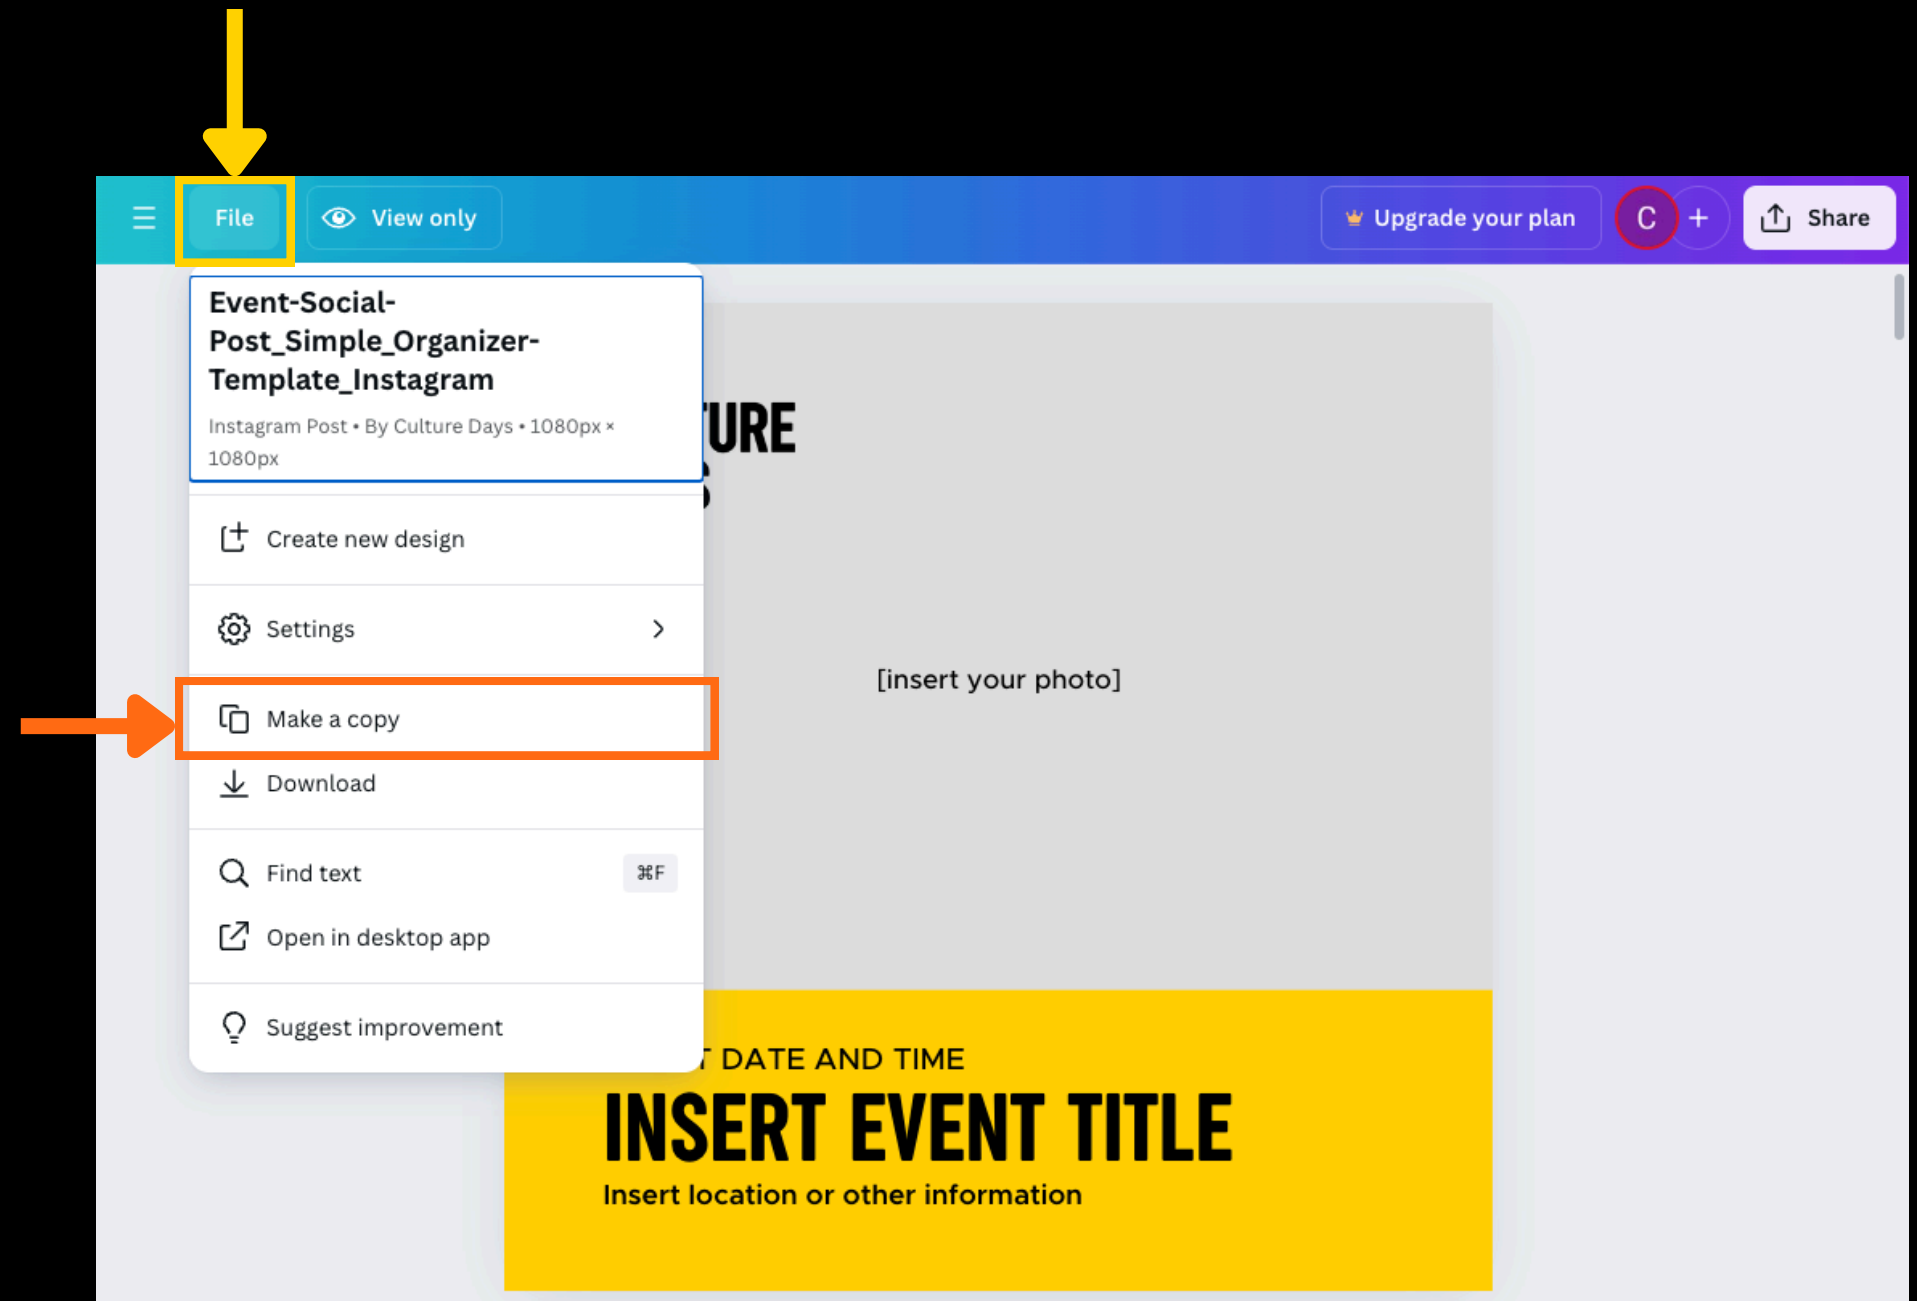 File
View only
Upgrade your plan
C
+
Share
Event-Social-
Post_Simple_Organizer-
Template_Instagram
Instagram Post • By Culture Days • 1080px ×
1080px
Create new design
Settings
Make a copy
Download
Find text
⌘F
Open in desktop app
Suggest improvement
URE
[insert your photo]
DATE AND TIME
INSERT EVENT TITLE
Insert location or other information